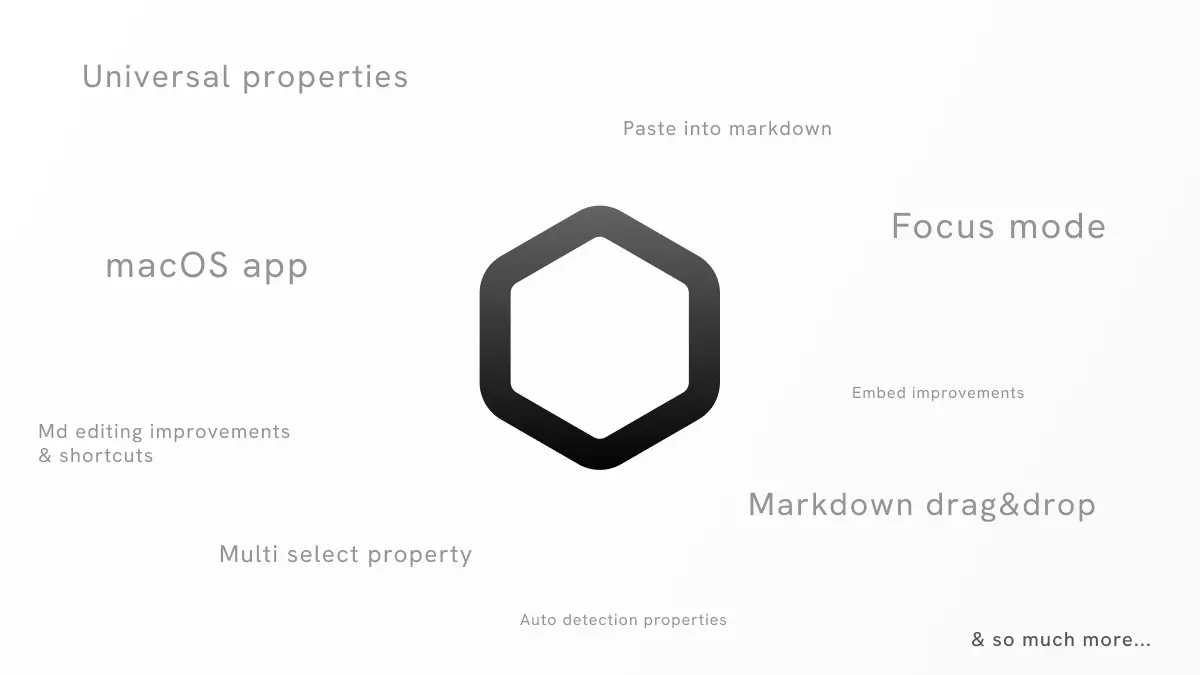 Universal properties
Paste into markdown
Focus mode
macOS app
Embed improvements
Md editing improvements
& shortcuts
Markdown drag&drop
Multi select property
Auto detection properties
& so much more...